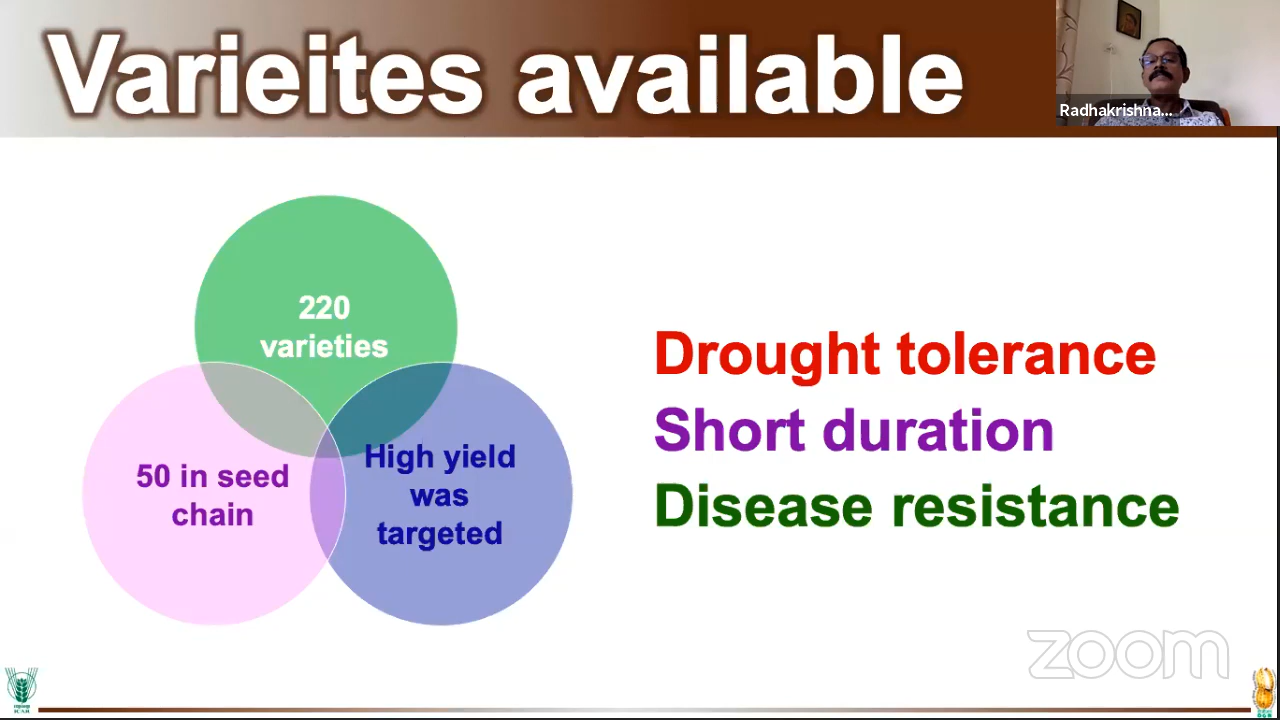 Varieites available
Radhakrishna...
220
varieties
50 in seed
chain
High yield
was
targeted
Drought tolerance
Short duration
Disease resistance
zoom
ICAR